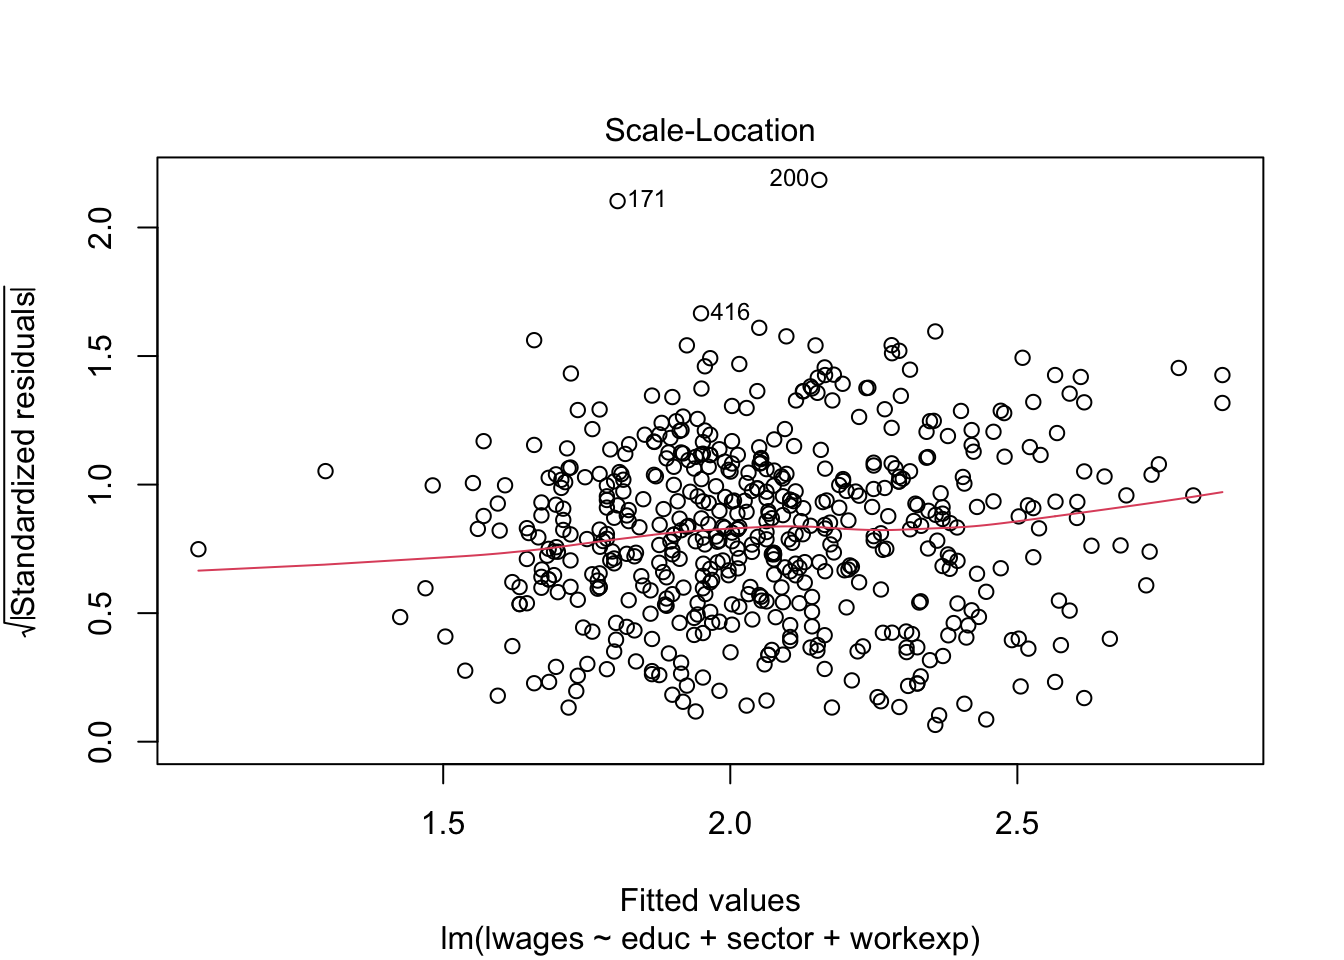 Scale-Location
√|Standardized residuals|
2.0
1.5
1.0
0.5
0.0
200
171
416
1.5 2.0 2.5
Fitted values
lm(lwages ~ educ + sector + workexp)